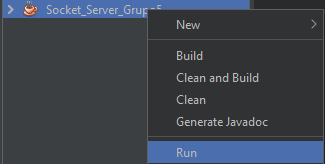 Socket_Server_Grupo5
New
Build
Clean and Build
Clean
Generate Javadoc
Run